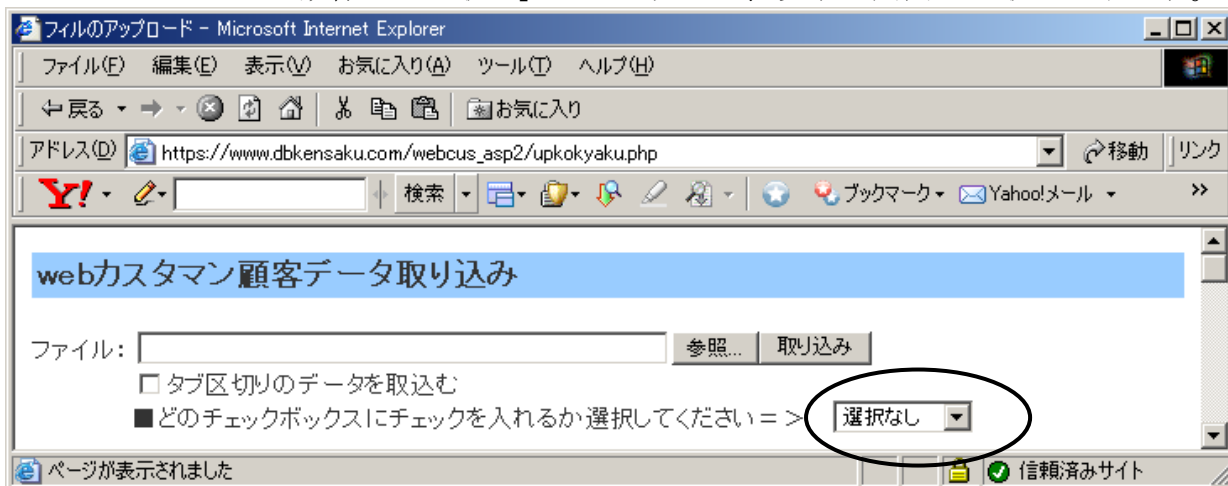 フィルのアップロード - Microsoft Internet Explorer
ファイル(F) 編集(E) 表示(V) お気に入り(A) ツール(T) ヘルプ(H)
戻る お気に入り
アドレス(D) https://www.dbkensaku.com/webcus_asp2/upkokyaku.php 移動 リンク
Y! 検索 ブックマーク Yahoo!メール >>
webカスタマン顧客データ取り込み
ファイル: 参照... 取り込み
タブ区切りのデータを取込む
■どのチェックボックスにチェックを入れるか選択してください=> 選択なし
ページが表示されました 信頼済みサイト